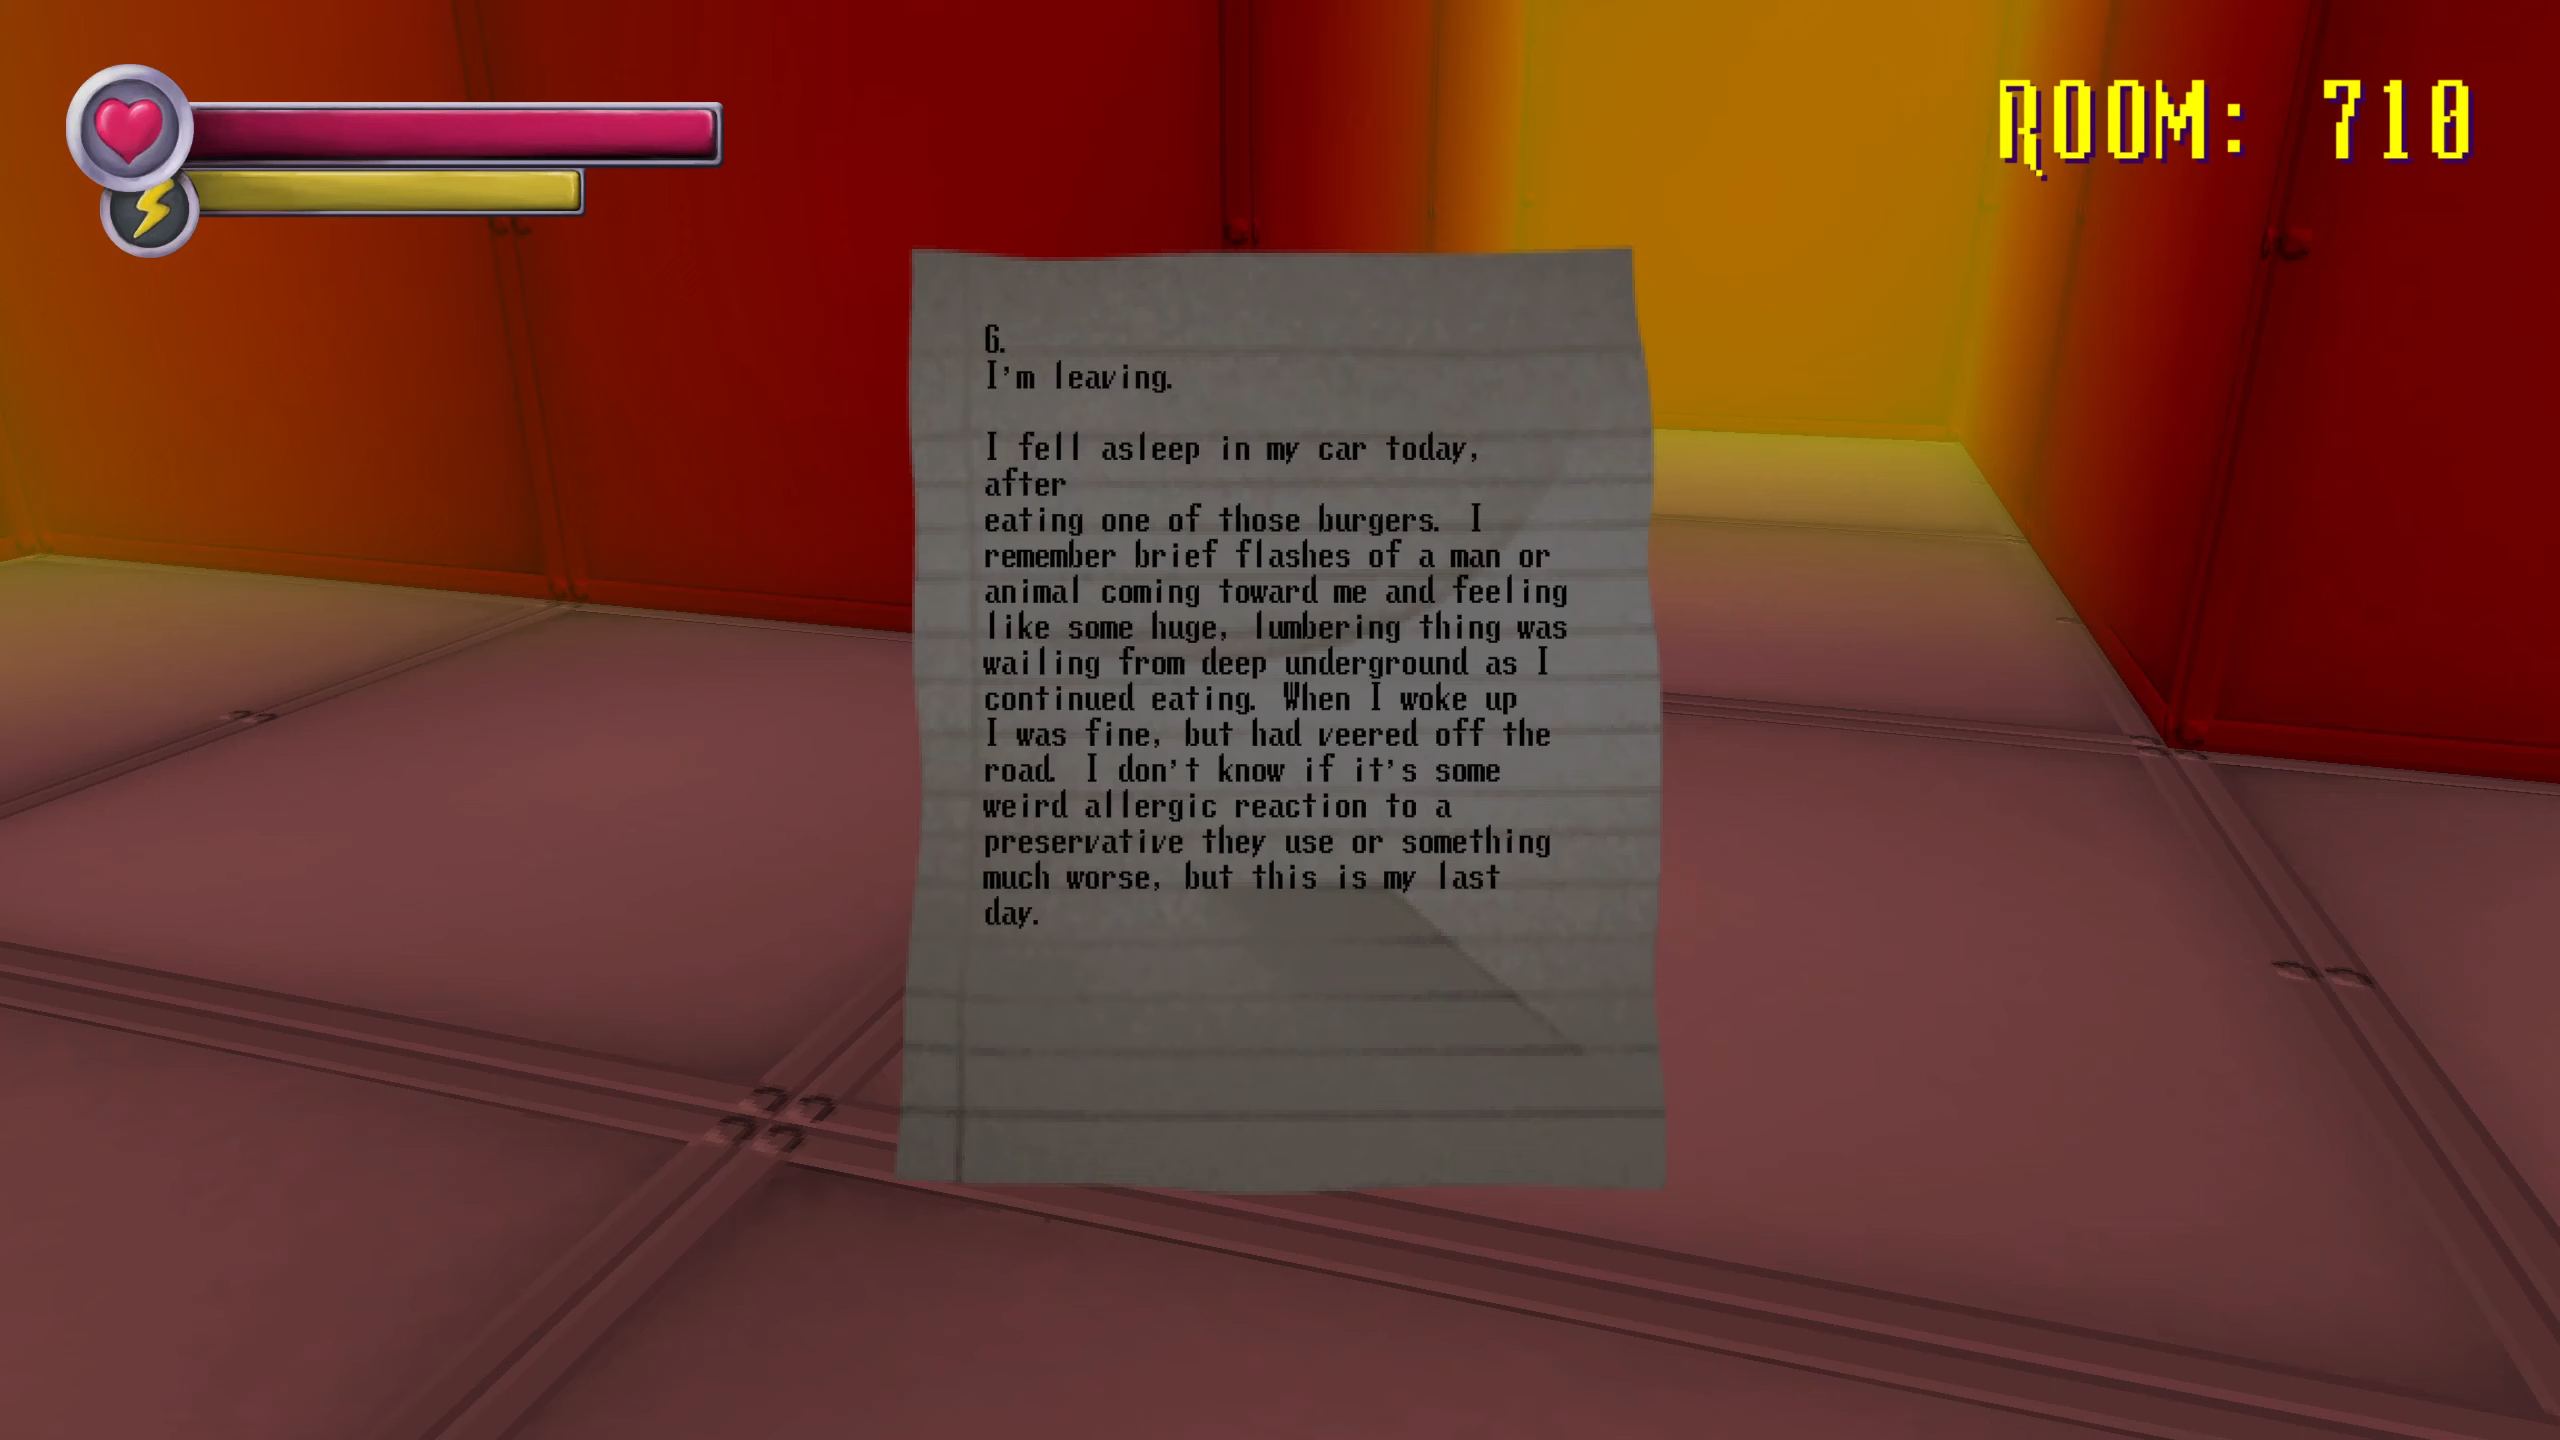 ROOM: 710
6.
I'm leaving.
I fell asleep in my car today,
after
eating one of those burgers. I
remember brief flashes of a man or
animal coming toward me and feeling
like some huge, lumbering thing was
wailing from deep underground as I
continued eating. When I woke up
I was fine, but had veered off the
road. I don't know if it's some
weird allergic reaction to a
preservative they use or something
much worse, but this is my last
day.